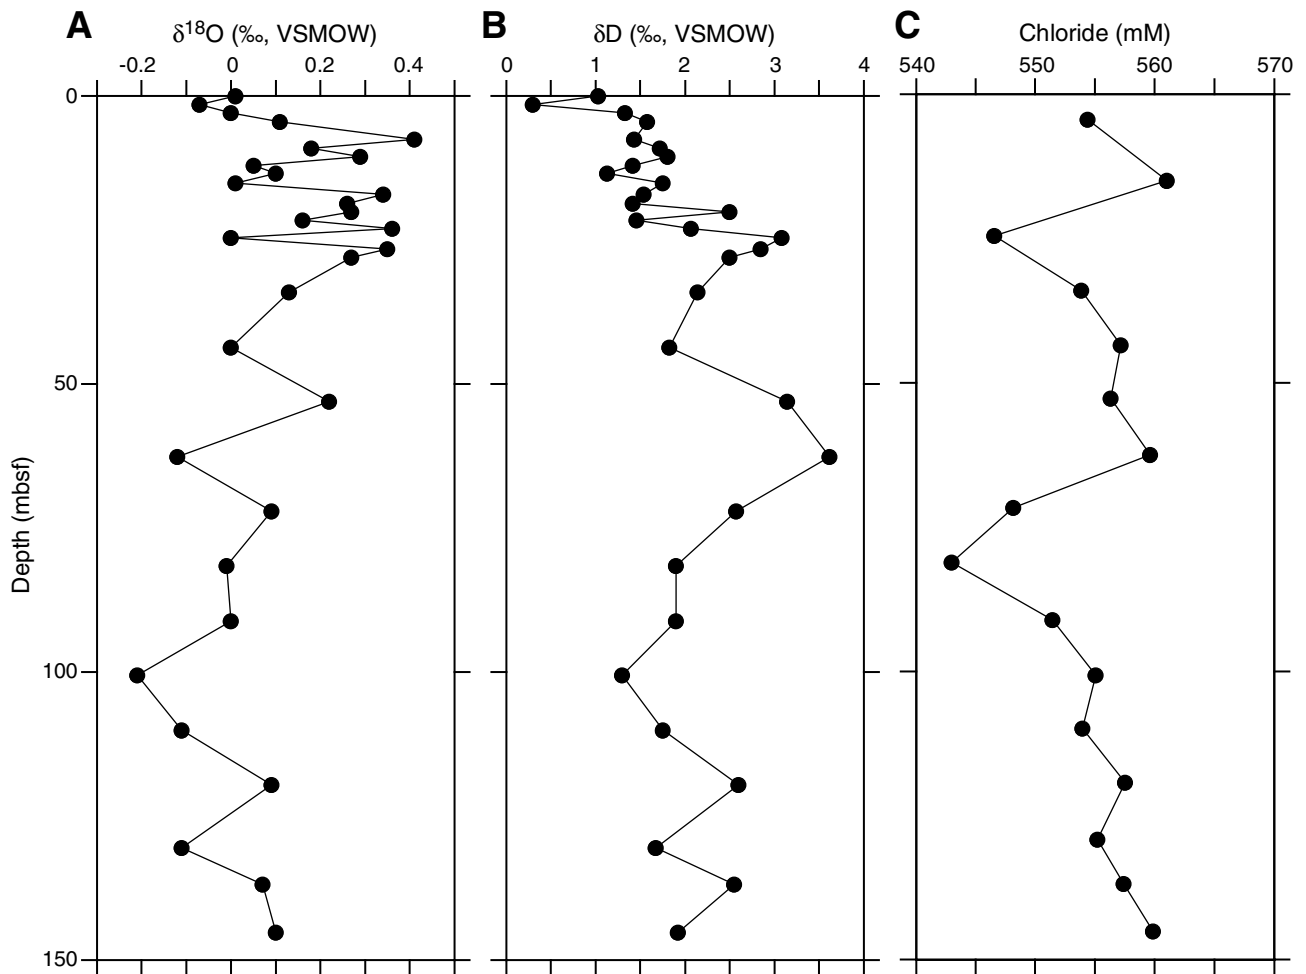 A
δ18O (‰, VSMOW)
-0.2 0 0.2 0.4
B
δD (‰, VSMOW)
0 1 2 3 4
C
Chloride (mM)
540 550 560 570
Depth (mbsf)
0
50
100
150